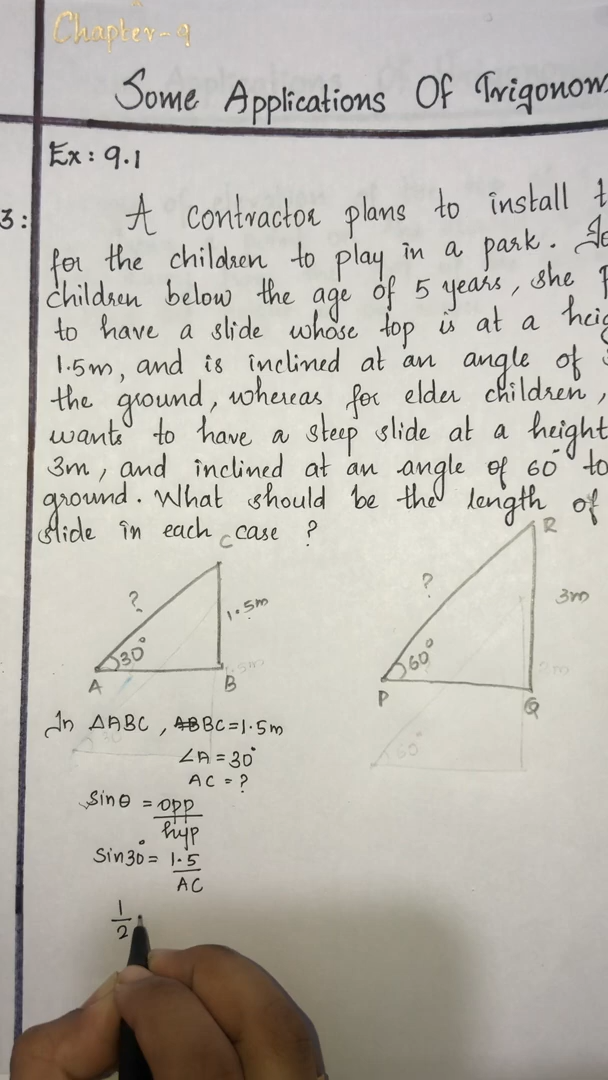 Chapter-9
Some Applications Of Trigonom
Ex: 9.1
3: A contractor plans to install t
for the children to play in a park. Fo
children below the age of 5 years, she p
to have a slide whose top is at a heig
1.5m, and is inclined at an angle of
the ground, whereas for elder children,
wants to have a steep slide at a height
3m, and inclined at an angle of 60° to
ground. What should be the length of
slide in each case ?
C
?
1.5m
30°
A
B
R
?
3m
60°
P
Q
In △ABC, BC=1.5m
∠A = 30°
AC = ?
Sinθ = opp
hyp
Sin30° = 1.5
AC
1
2